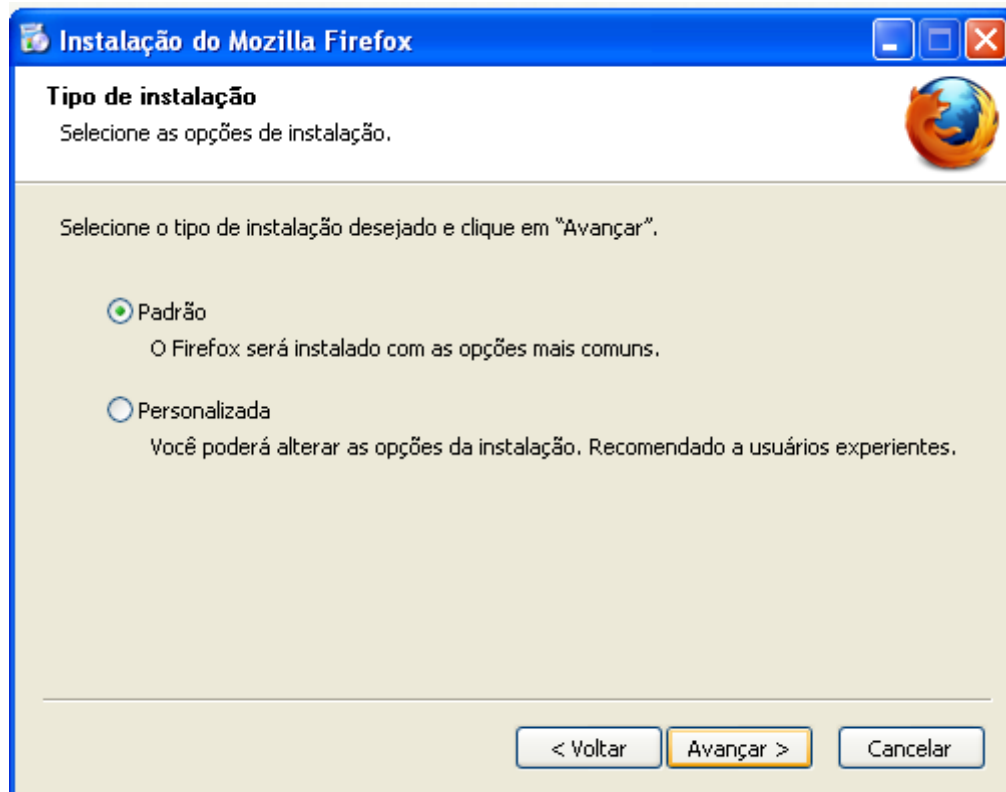 Instalação do Mozilla Firefox
Tipo de instalação
Selecione as opções de instalação.
Selecione o tipo de instalação desejado e clique em “Avançar”.
Padrão
O Firefox será instalado com as opções mais comuns.
Personalizada
Você poderá alterar as opções da instalação. Recomendado a usuários experientes.
< Voltar Avançar > Cancelar